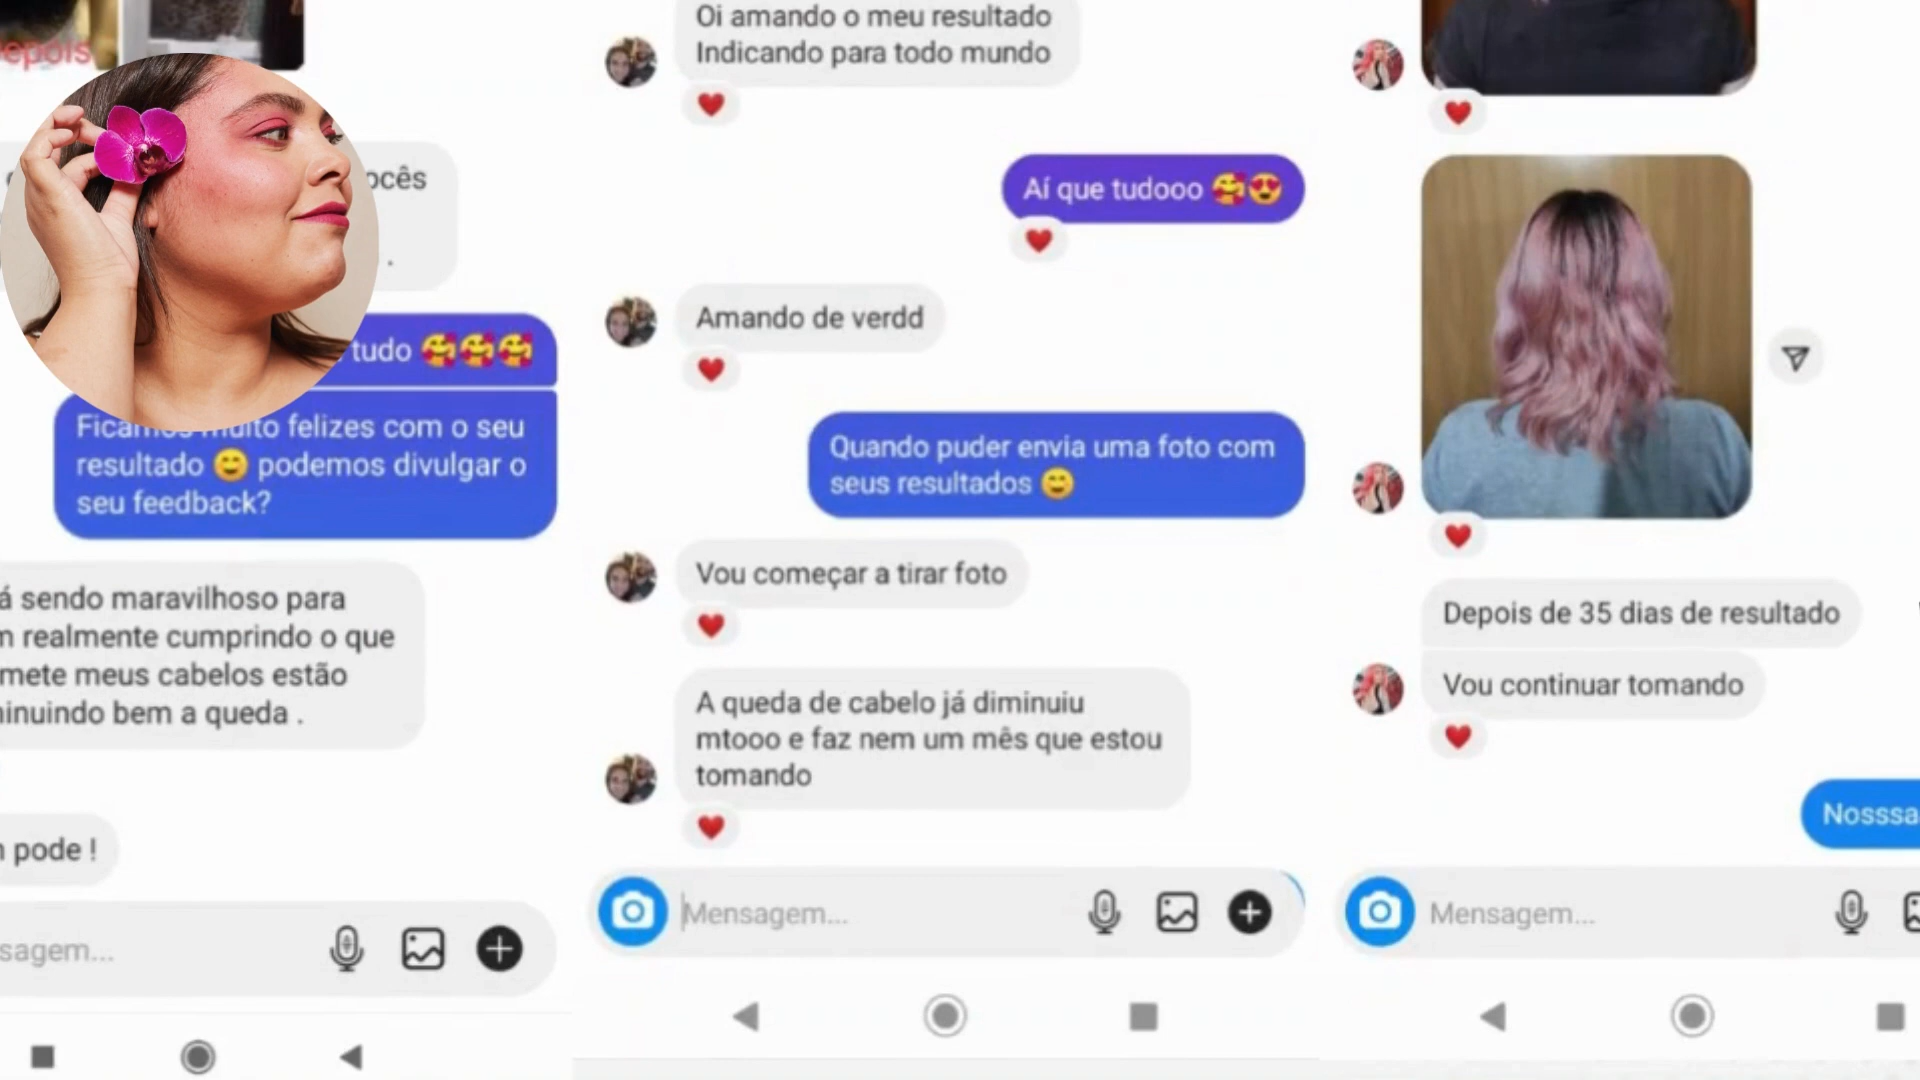 epois
ocês
.
tudo 🥰🥰🥰
Ficamos muito felizes com o seu
resultado 😊 podemos divulgar o
seu feedback?
á sendo maravilhoso para
m realmente cumprindo o que
mete meus cabelos estão
inuindo bem a queda .
pode !
sagem...
Oi amando o meu resultado
Indicando para todo mundo
Aí que tudooo 🥰😍
Amando de verdd
Quando puder envia uma foto com
seus resultados 😊
Vou começar a tirar foto
A queda de cabelo já diminuiu
mtooo e faz nem um mês que estou
tomando
Mensagem...
Depois de 35 dias de resultado
Vou continuar tomando
Nosssa
Mensagem...